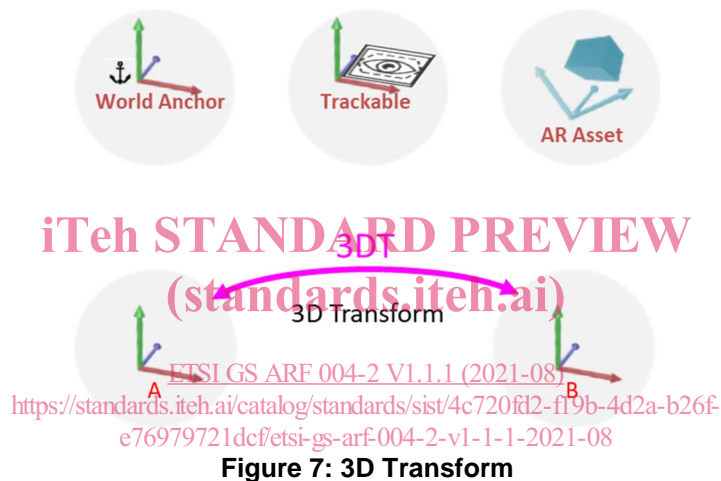 World Anchor
Trackable
AR Asset
iTeh STANDARD PREVIEW
3DT
(standards.iteh.ai)
3D Transform
ETSI GS ARF 004-2 V1.1.1 (2021-08)
A
B
https://standards.iteh.ai/catalog/standards/sist/4c720fd2-f19b-4d2a-b26f-
e76979721dcf/etsi-gs-arf-004-2-v1-1-1-2021-08
Figure 7: 3D Transform